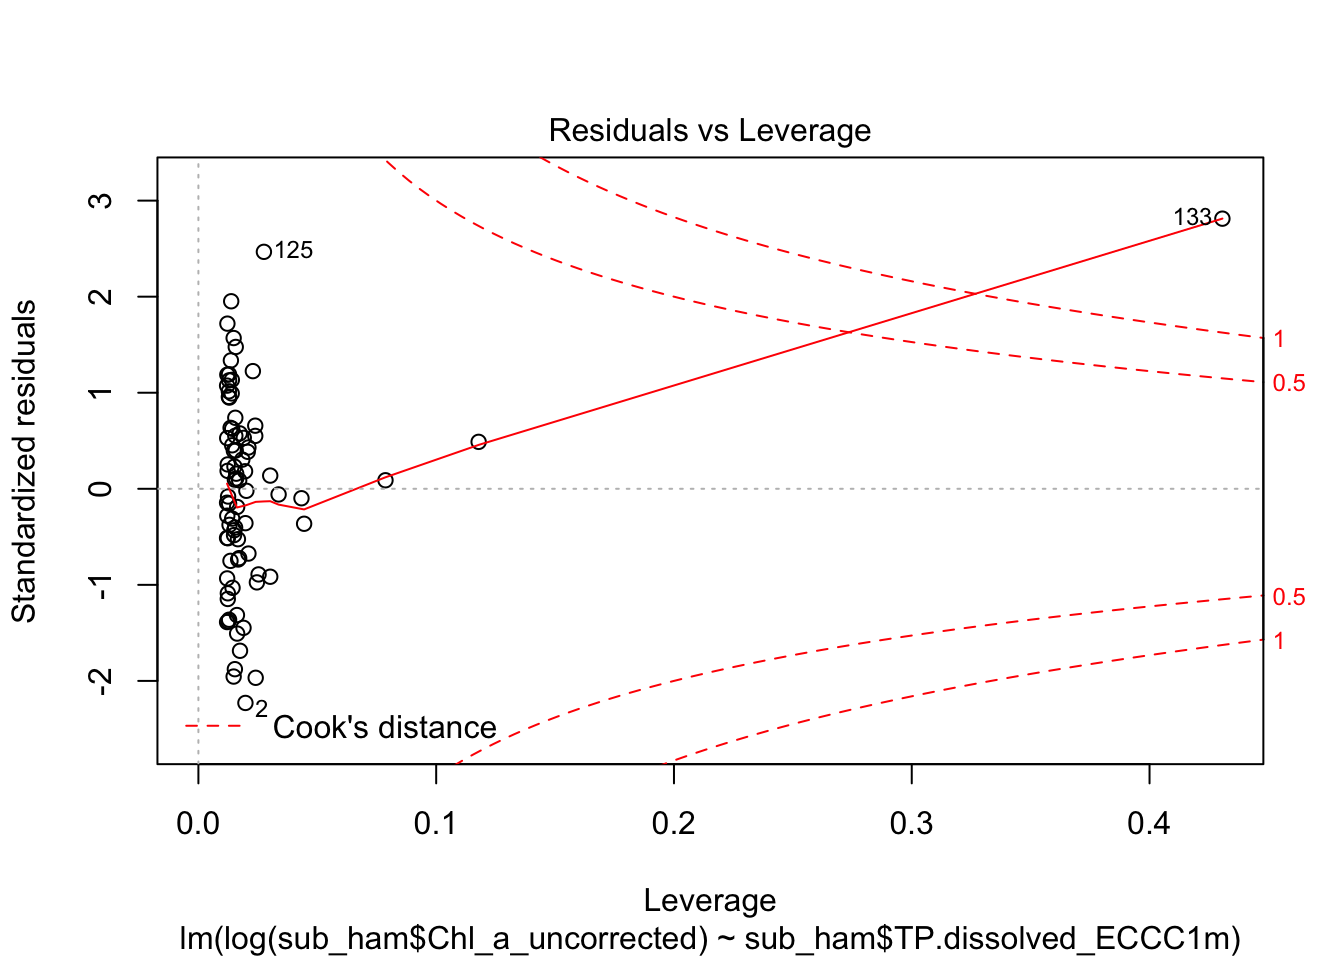 Residuals vs Leverage
Standardized residuals
3
2
1
0
-1
-2
133
125
2
1
0.5
0.5
1
Cook's distance
0.0 0.1 0.2 0.3 0.4
Leverage
lm(log(sub_ham$Chl_a_uncorrected) ~ sub_ham$TP.dissolved_ECCC1m)